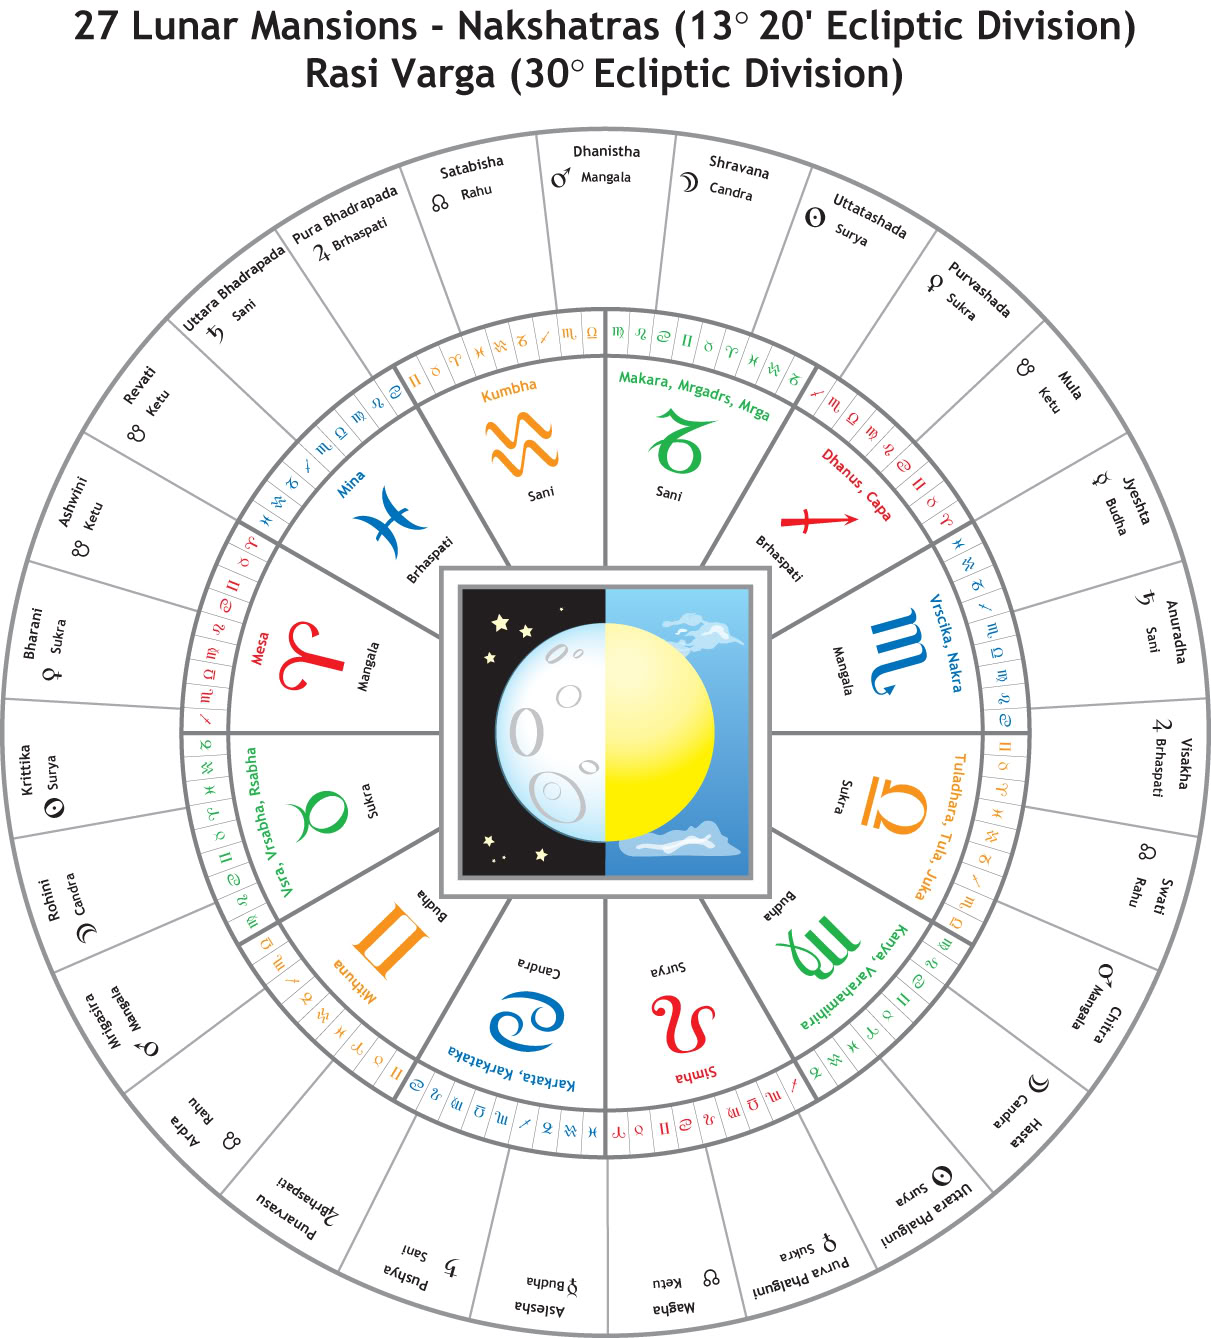 27 Lunar Mansions - Nakshatras (13° 20' Ecliptic Division)
Rasi Varga (30° Ecliptic Division)
Dhanistha
♂ Mangala
Shravana
☽ Candra
Uttatashada
☉ Surya
Purvashada
♀ Sukra
Mula
☋ Ketu
Jyeshta
☿ Budha
Anuradha
♄ Sani
Visakha
♃ Brhaspati
Swati
☊ Rahu
Chitra
♂ Mangala
Hasta
☽ Candra
Uttara Phalguni
☉ Surya
Purva Phalguni
♀ Sukra
Magha
☋ Ketu
Aslesha
☿ Budha
Pushya
♄ Sani
Punarvasu
♃ Brhaspati
Ardra
☊ Rahu
Mrigasira
♂ Mangala
Rohini
☽ Candra
Krittika
☉ Surya
Bharani
♀ Sukra
Ashwini
☋ Ketu
Revati
☋ Ketu
Uttara Bhadrapada
♄ Sani
Pura Bhadrapada
♃ Brhaspati
Satabisha
☊ Rahu
Kumbha
♒
Sani
Makara, Mrgadrs, Mrga
♑
Sani
Dhanus, Capa
♐
Brhaspati
Vrscika, Nakra
♏
Mangala
Tuladhara, Tula, Juka
♎
Sukra
Kanya, Varahamihira
♍
Budha
Simha
♌
Surya
Karkata, Karkataka
♋
Candra
Mithuna
♊
Budha
Vsra, Vrsabha, Rsabha
♉
Sukra
Mesa
♈
Mangala
Mina
♓
Brhaspati